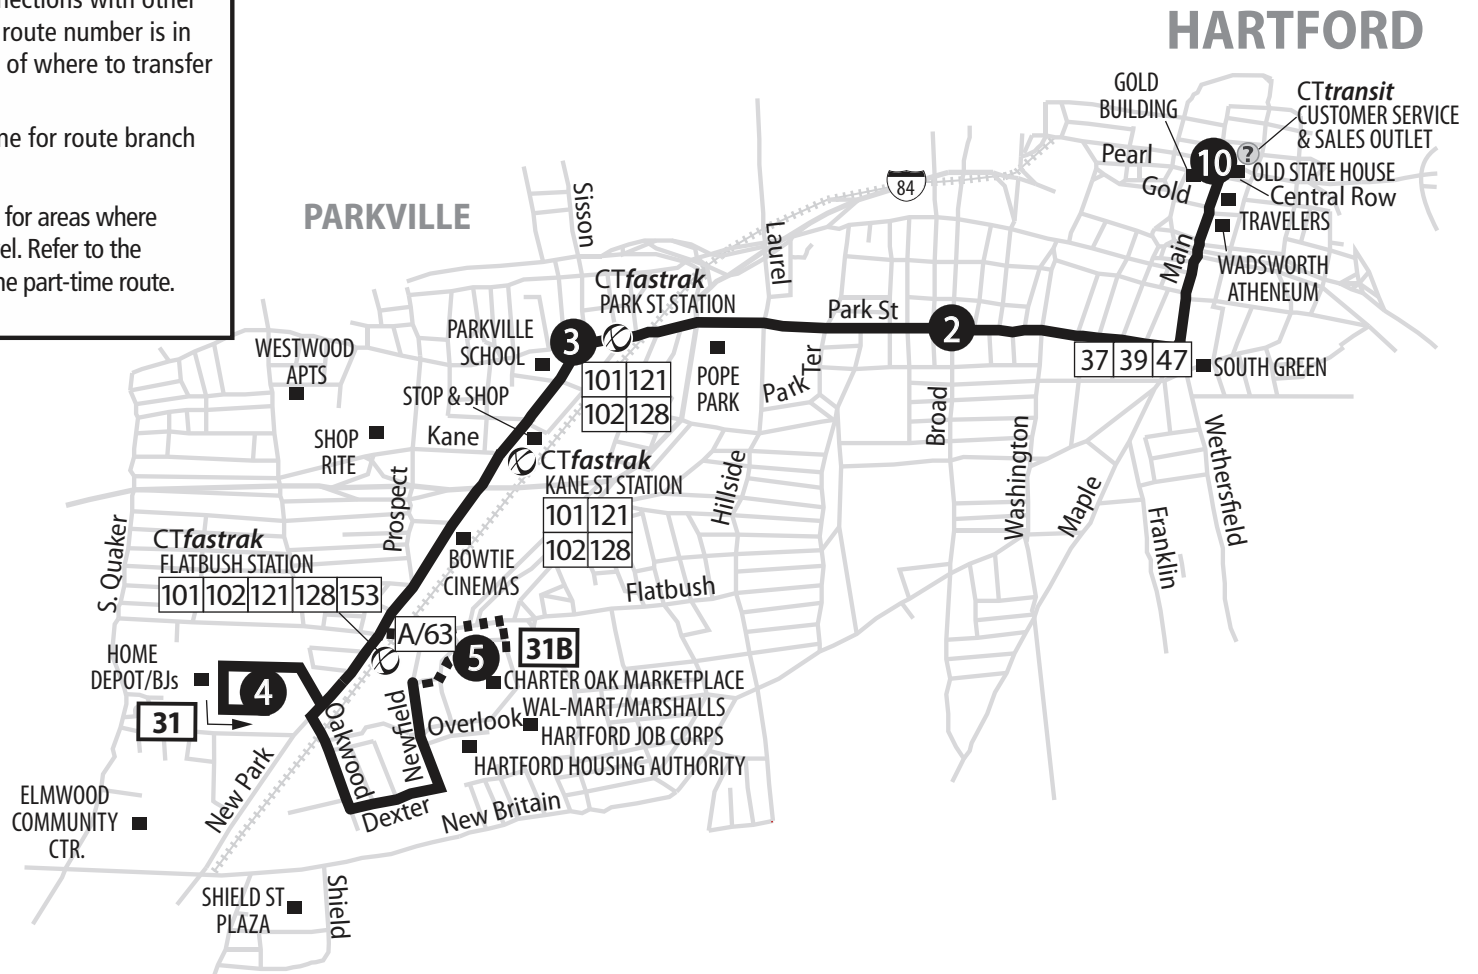 nections with other
route number is in
of where to transfer
ne for route branch
for areas where
el. Refer to the
ne part-time route.
HARTFORD
GOLD
BUILDING
CTtransit
CUSTOMER SERVICE
& SALES OUTLET
Pearl
10
?
OLD STATE HOUSE
Gold
Central Row
TRAVELERS
84
Main
WADSWORTH
ATHENEUM
PARKVILLE
Sisson
Laurel
CTfastrak
PARK ST STATION
Park St
PARKVILLE
SCHOOL
3
2
WESTWOOD
APTS
37 39 47
SOUTH GREEN
101 121
102 128
POPE
PARK
Park Ter
STOP & SHOP
Broad
SHOP
RITE
Kane
Washington
Wethersfield
CTfastrak
KANE ST STATION
101 121
102 128
Prospect
Hillside
Maple
Franklin
S. Quaker
CTfastrak
FLATBUSH STATION
101 102 121 128 153
BOWTIE
CINEMAS
Flatbush
A/63
5
31B
HOME
DEPOT/BJs
4
CHARTER OAK MARKETPLACE
WAL-MART/MARSHALLS
31
Oakwood
Newfield
Overlook
HARTFORD JOB CORPS
HARTFORD HOUSING AUTHORITY
New Park
Dexter
New Britain
ELMWOOD
COMMUNITY
CTR.
SHIELD ST
PLAZA
Shield